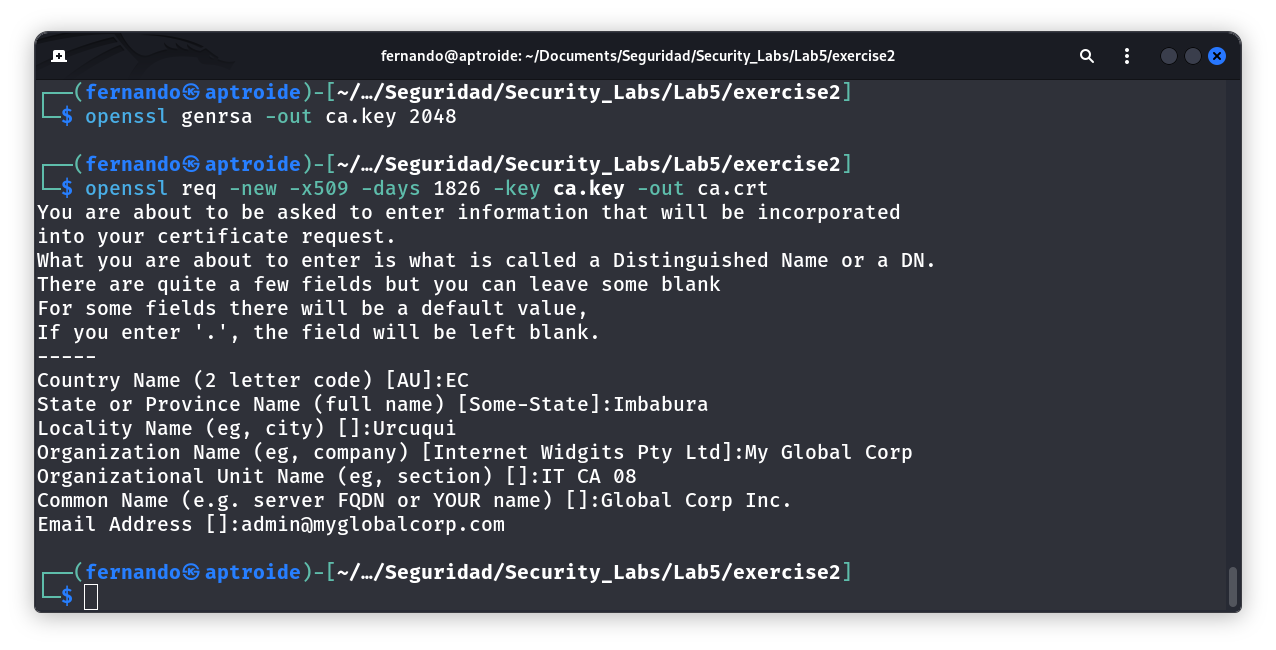 fernando@aptroide: ~/Documents/Seguridad/Security_Labs/Lab5/exercise2
┌──(fernando㉿aptroide)-[~/…/Seguridad/Security_Labs/Lab5/exercise2]
└─$ openssl genrsa -out ca.key 2048
┌──(fernando㉿aptroide)-[~/…/Seguridad/Security_Labs/Lab5/exercise2]
└─$ openssl req -new -x509 -days 1826 -key ca.key -out ca.crt
You are about to be asked to enter information that will be incorporated
into your certificate request.
What you are about to enter is what is called a Distinguished Name or a DN.
There are quite a few fields but you can leave some blank
For some fields there will be a default value,
If you enter '.', the field will be left blank.
-----
Country Name (2 letter code) [AU]:EC
State or Province Name (full name) [Some-State]:Imbabura
Locality Name (eg, city) []:Urcuqui
Organization Name (eg, company) [Internet Widgits Pty Ltd]:My Global Corp
Organizational Unit Name (eg, section) []:IT CA 08
Common Name (e.g. server FQDN or YOUR name) []:Global Corp Inc.
Email Address []:admin@myglobalcorp.com
┌──(fernando㉿aptroide)-[~/…/Seguridad/Security_Labs/Lab5/exercise2]
└─$